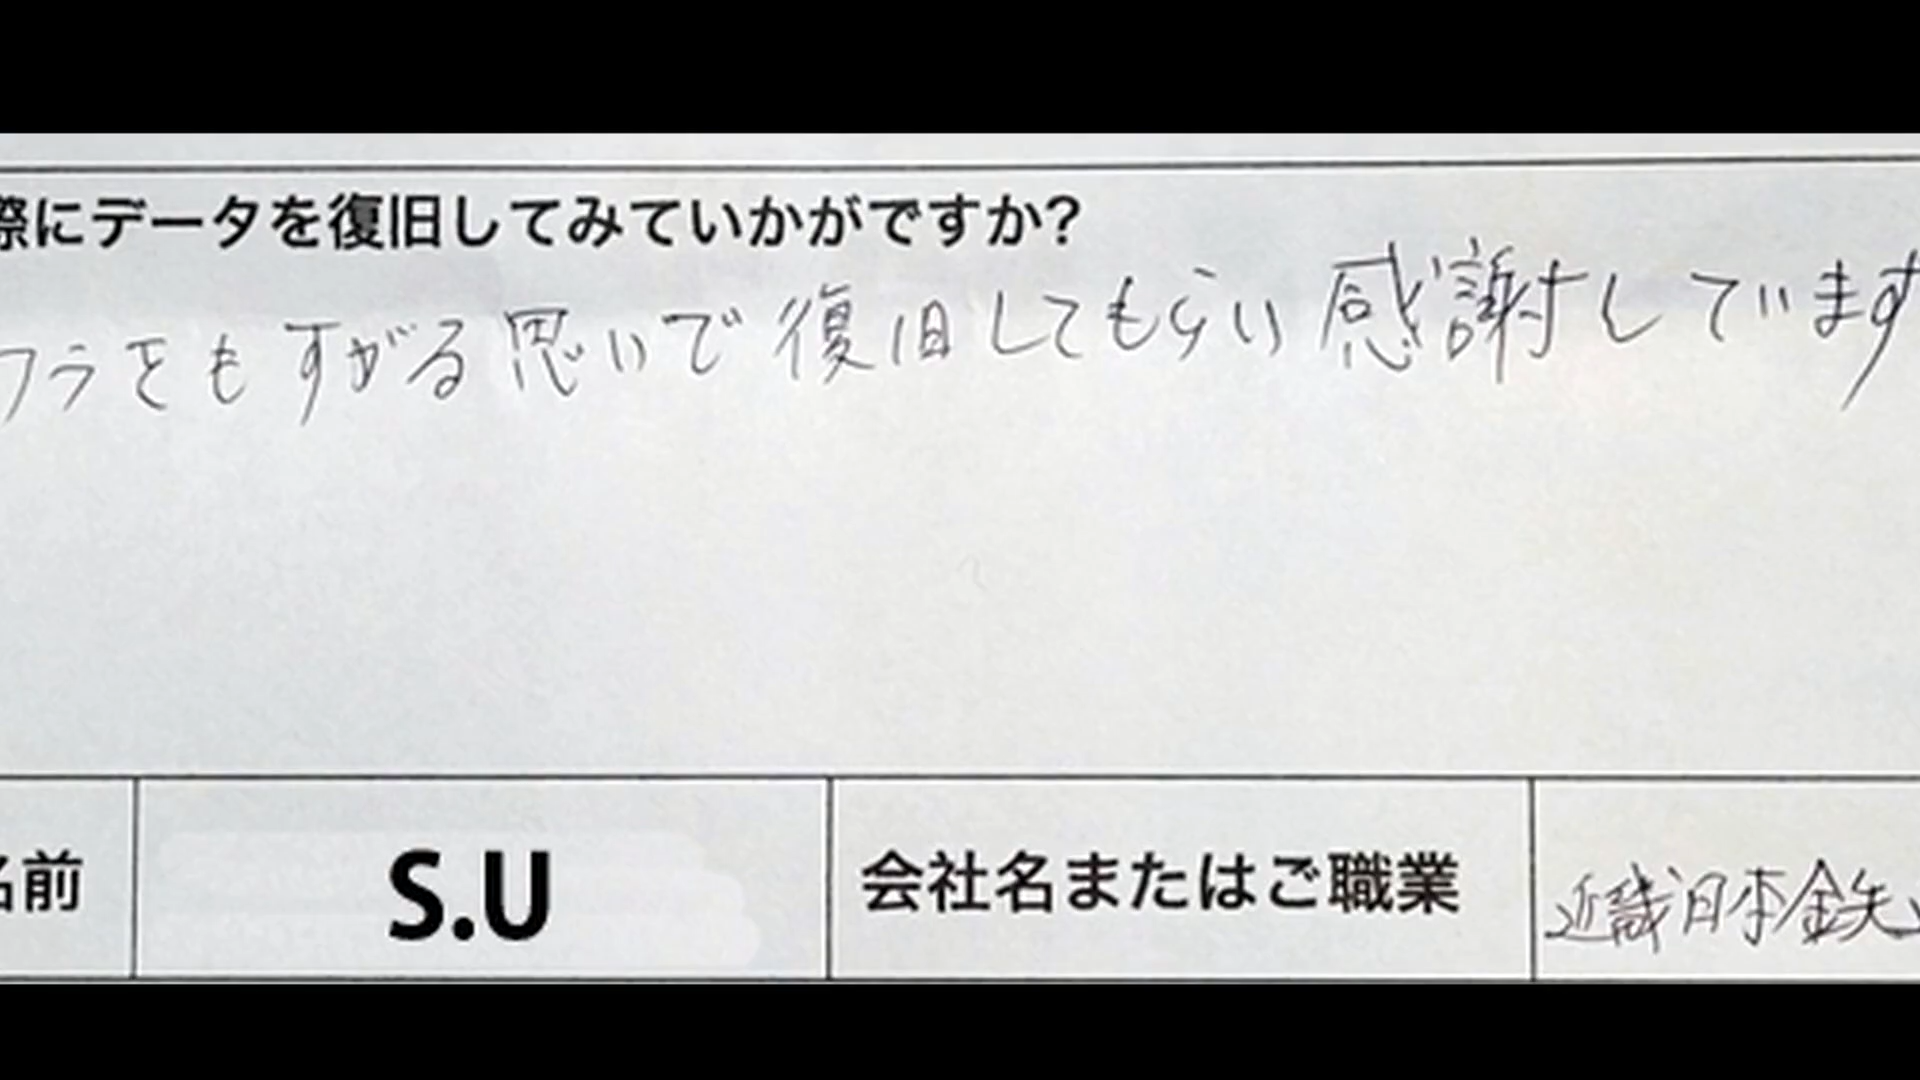 際にデータを復旧してみていかがですか?
ワラをもすがる思いで復旧してもらい感謝しています
名前
S.U
会社名またはご職業
近畿日本鉄